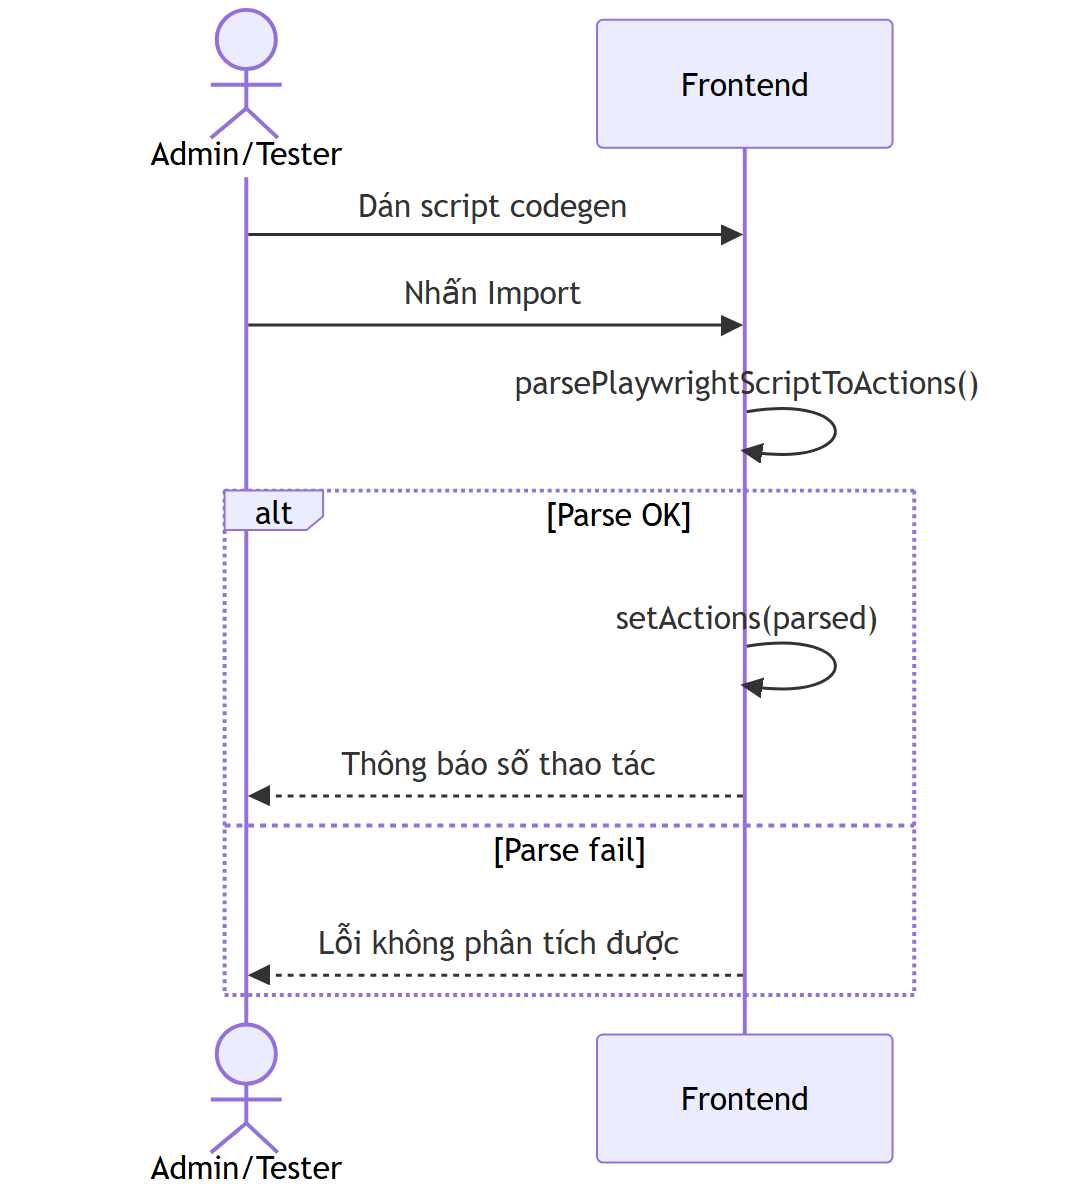 Admin/Tester
Frontend
Dán script codegen
Nhấn Import
parsePlaywrightScriptToActions()
alt
[Parse OK]
setActions(parsed)
Thông báo số thao tác
[Parse fail]
Lỗi không phân tích được
Frontend
Admin/Tester